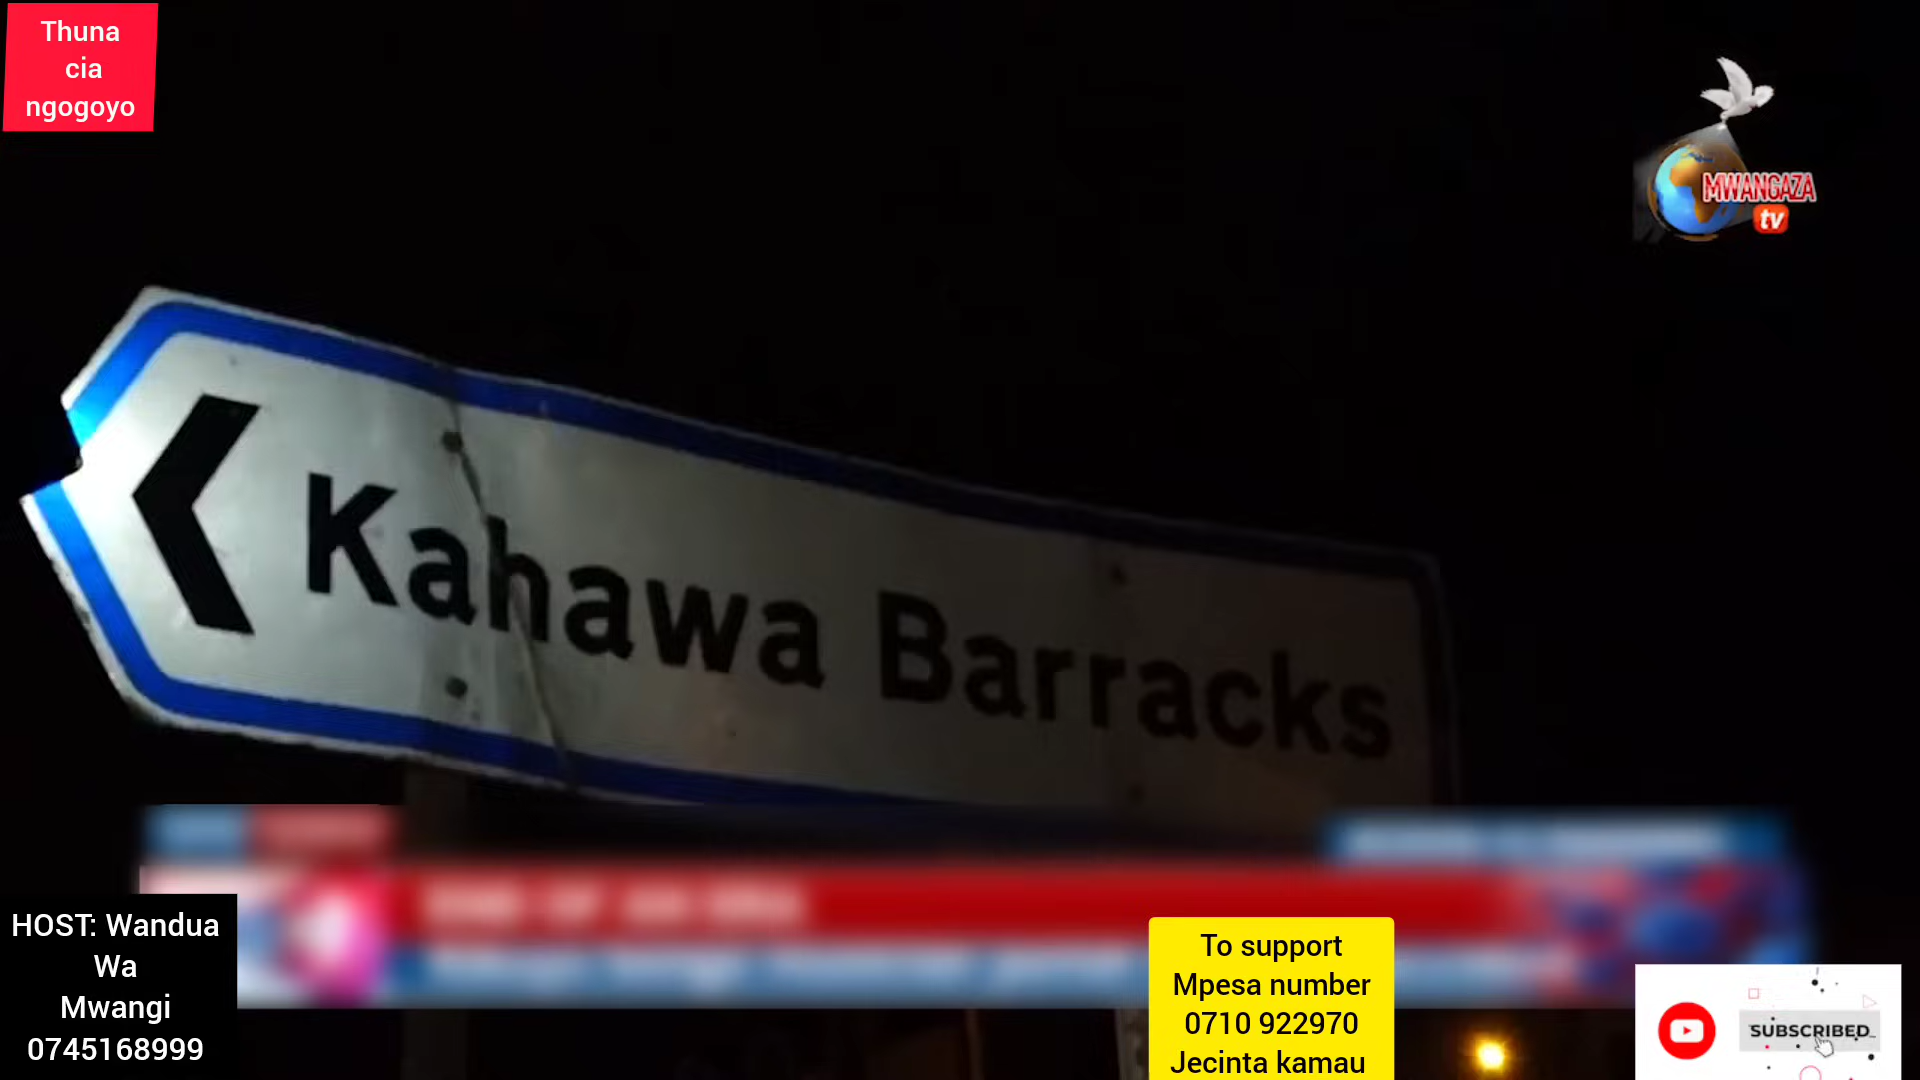 Thuna
cia
ngogoyo
MWANGAZA
tv
Kahawa Barracks
HOST: Wandua
Wa
Mwangi
0745168999
To support
Mpesa number
0710 922970
Jecinta kamau
SUBSCRIBED